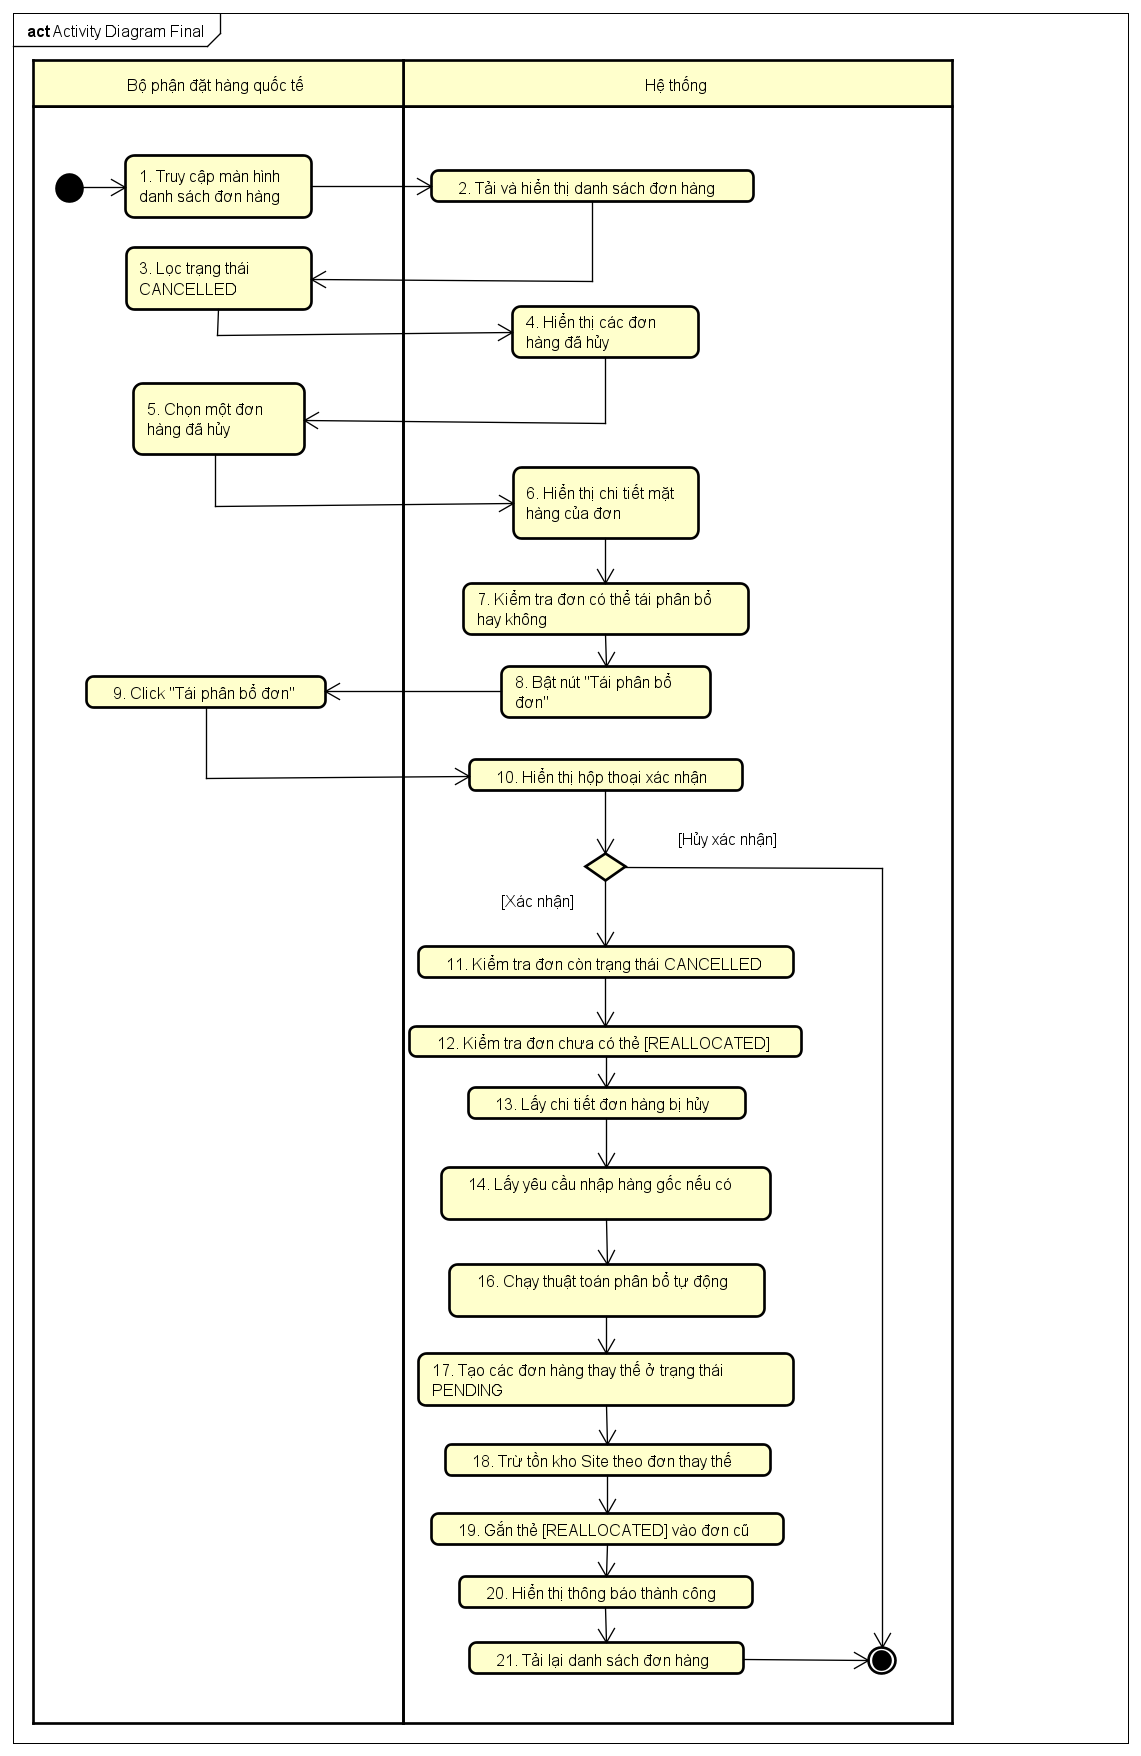 act Activity Diagram Final
Bộ phận đặt hàng quốc tế
Hệ thống
1. Truy cập màn hình
danh sách đơn hàng
2. Tải và hiển thị danh sách đơn hàng
3. Lọc trạng thái
CANCELLED
4. Hiển thị các đơn
hàng đã hủy
5. Chọn một đơn
hàng đã hủy
6. Hiển thị chi tiết mặt
hàng của đơn
7. Kiểm tra đơn có thể tái phân bổ
hay không
8. Bật nút "Tái phân bổ
đơn"
9. Click "Tái phân bổ đơn"
10. Hiển thị hộp thoại xác nhận
[Hủy xác nhận]
[Xác nhận]
11. Kiểm tra đơn còn trạng thái CANCELLED
12. Kiểm tra đơn chưa có thẻ [REALLOCATED]
13. Lấy chi tiết đơn hàng bị hủy
14. Lấy yêu cầu nhập hàng gốc nếu có
16. Chạy thuật toán phân bổ tự động
17. Tạo các đơn hàng thay thế ở trạng thái
PENDING
18. Trừ tồn kho Site theo đơn thay thế
19. Gắn thẻ [REALLOCATED] vào đơn cũ
20. Hiển thị thông báo thành công
21. Tải lại danh sách đơn hàng